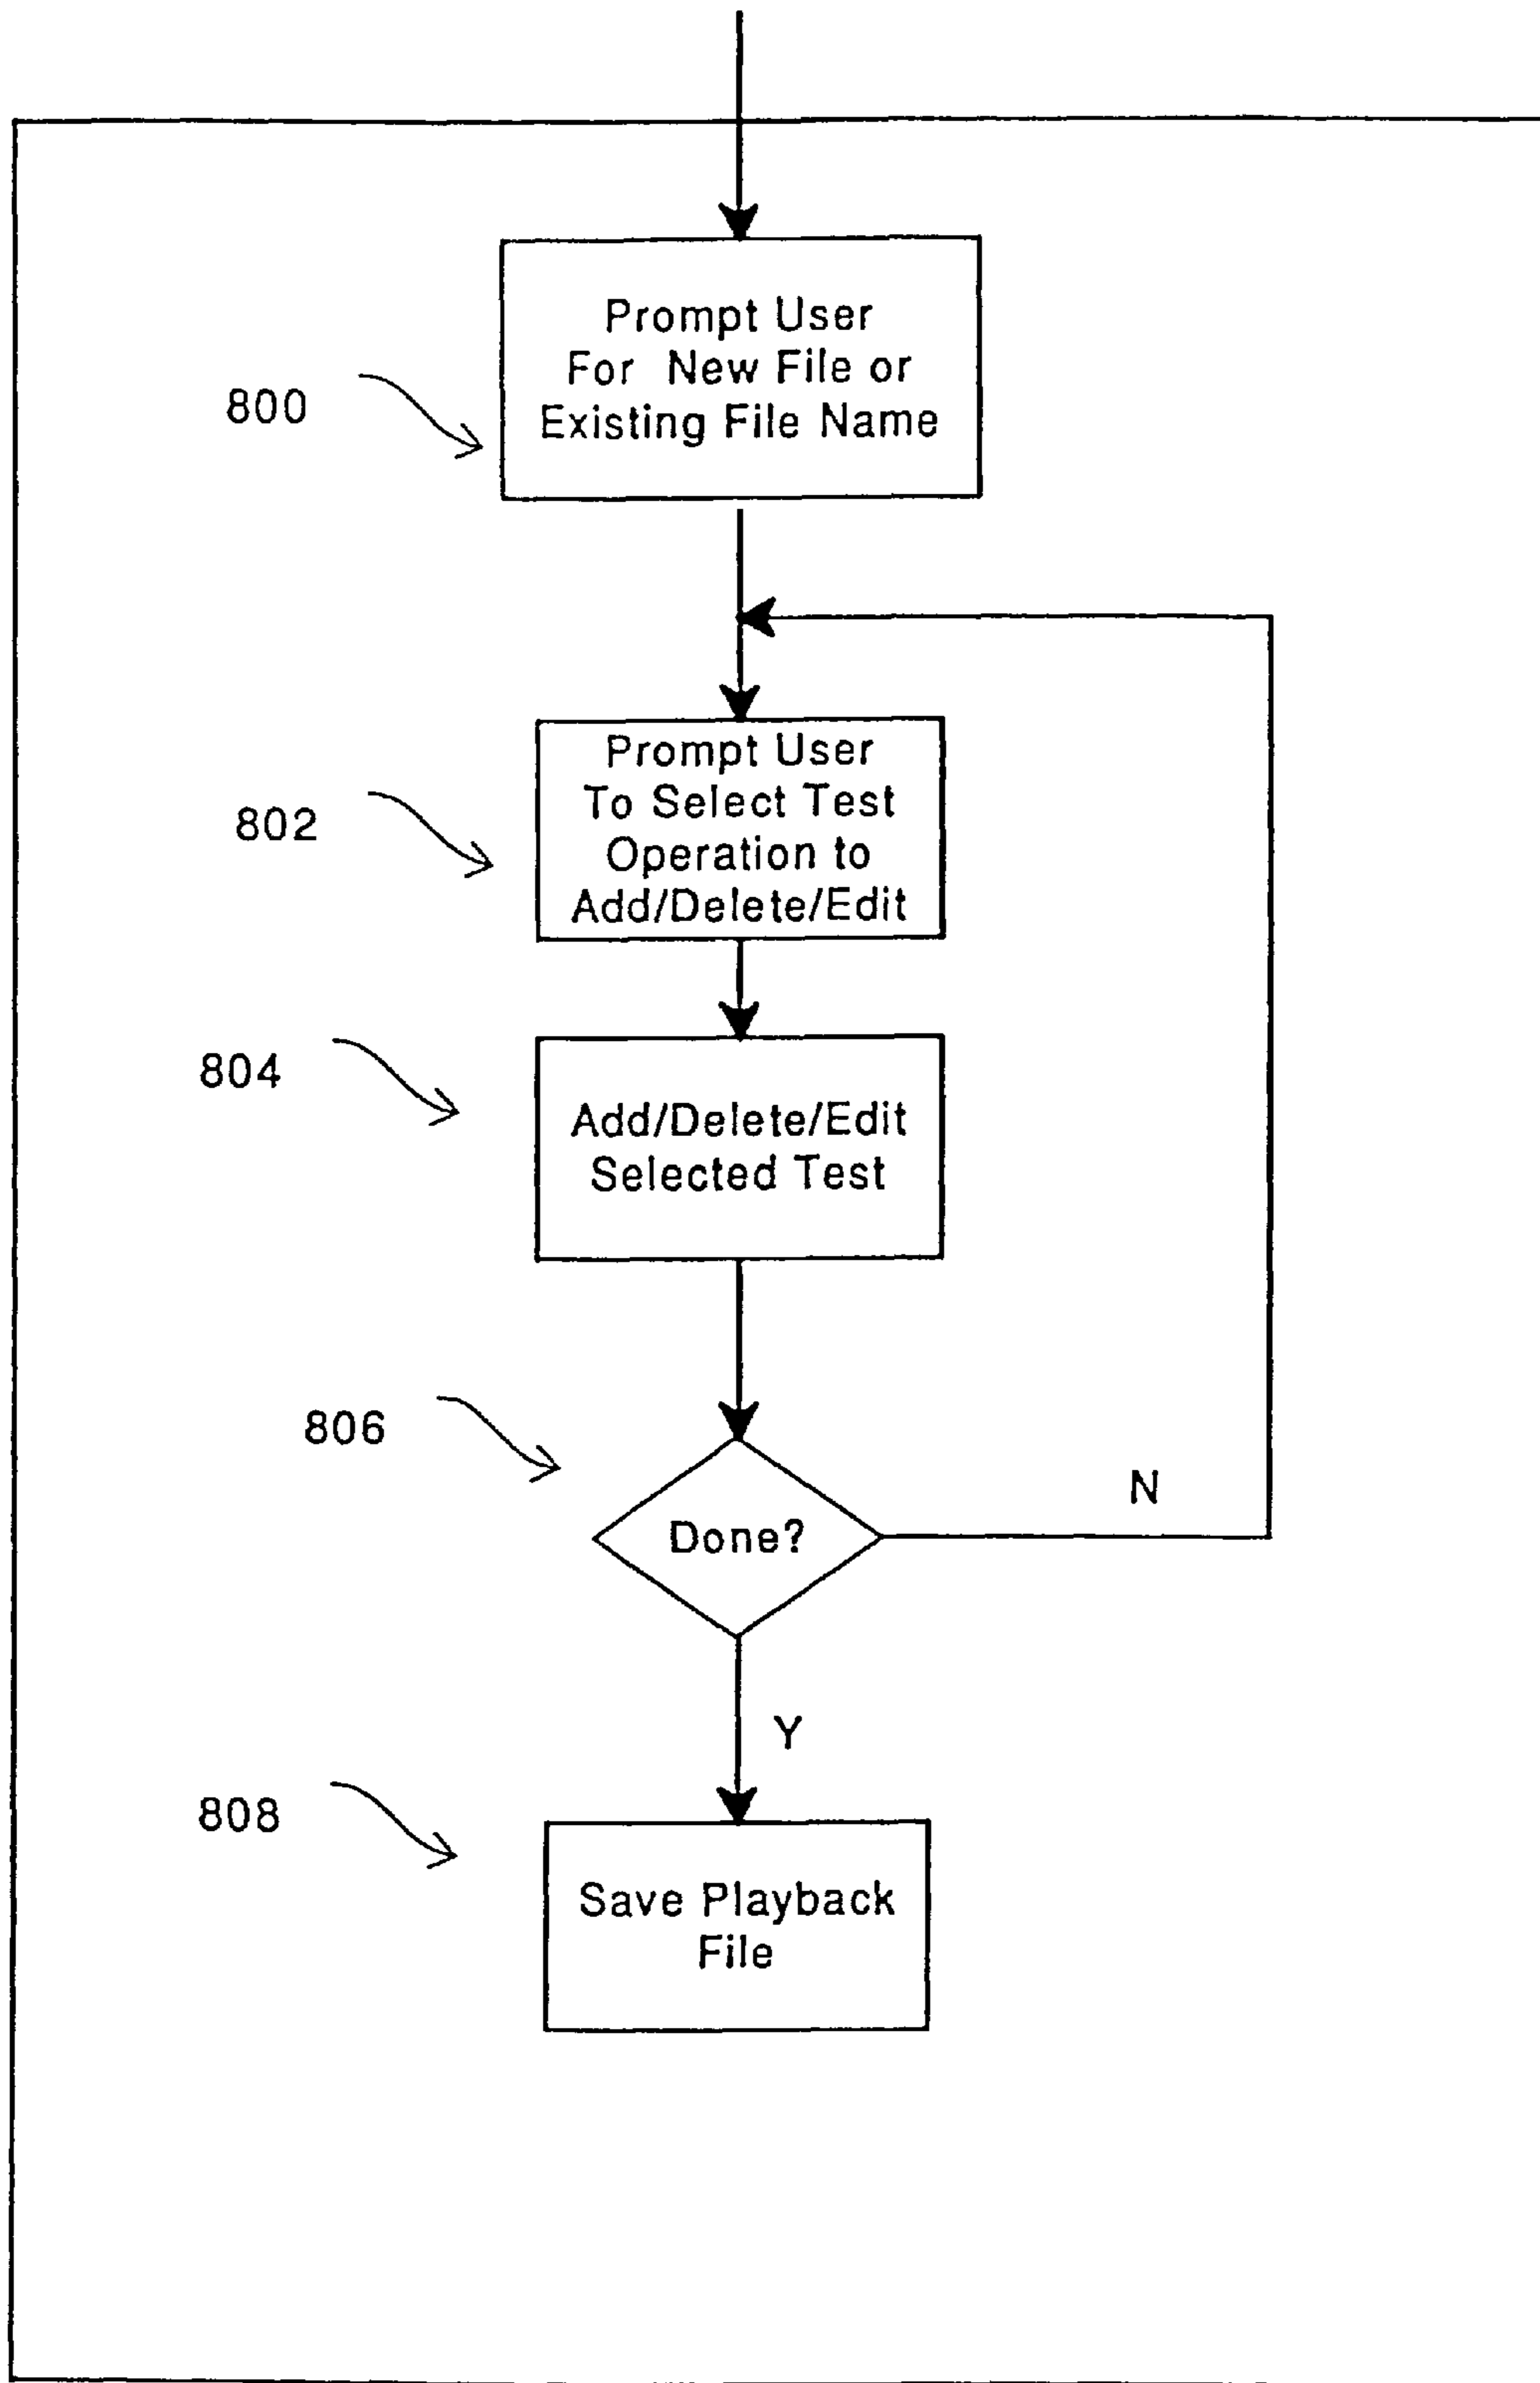 Prompt User
For New File or
Existing File Name
800
Prompt User
To Select Test
Operation to
Add/Delete/Edit
802
804
Add/Delete/Edit
Selected Test
806
N
Done?
Y
808
Save Playback
File